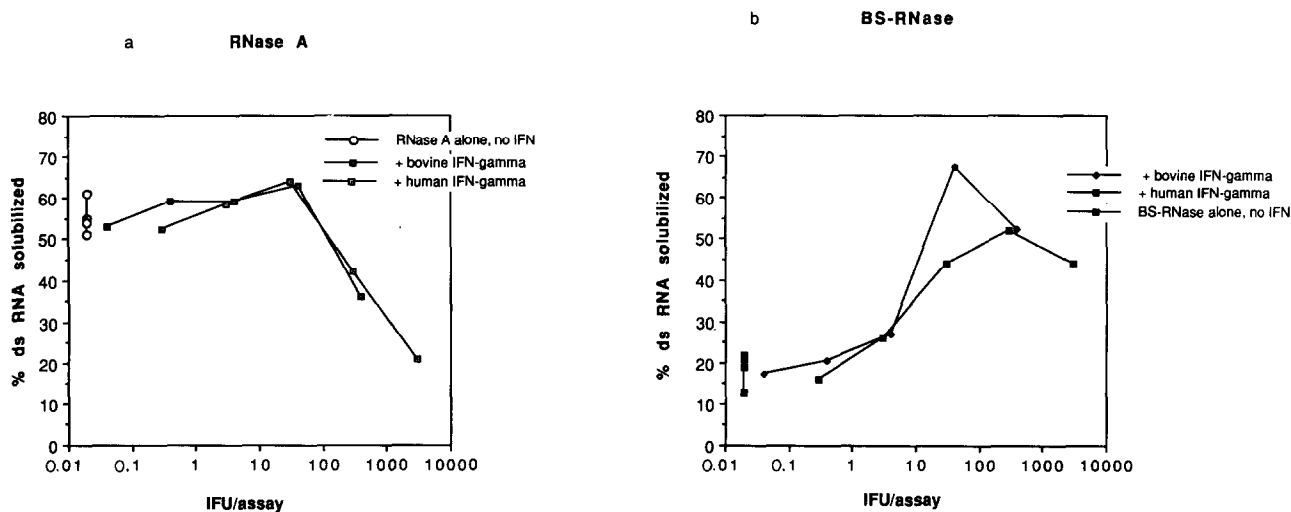 a RNase A
80
70
60
50
40
30
20
10
0
% ds RNA solubilized
0.01 0.1 1 10 100 1000 10000
IFU/assay
RNase A alone, no IFN
+ bovine IFN-gamma
+ human IFN-gamma
b BS-RNase
80
70
60
50
40
30
20
10
0
% ds RNA solubilized
0.01 0.1 1 10 100 1000 10000
IFU/assay
+ bovine IFN-gamma
+ human IFN-gamma
BS-RNase alone, no IFN